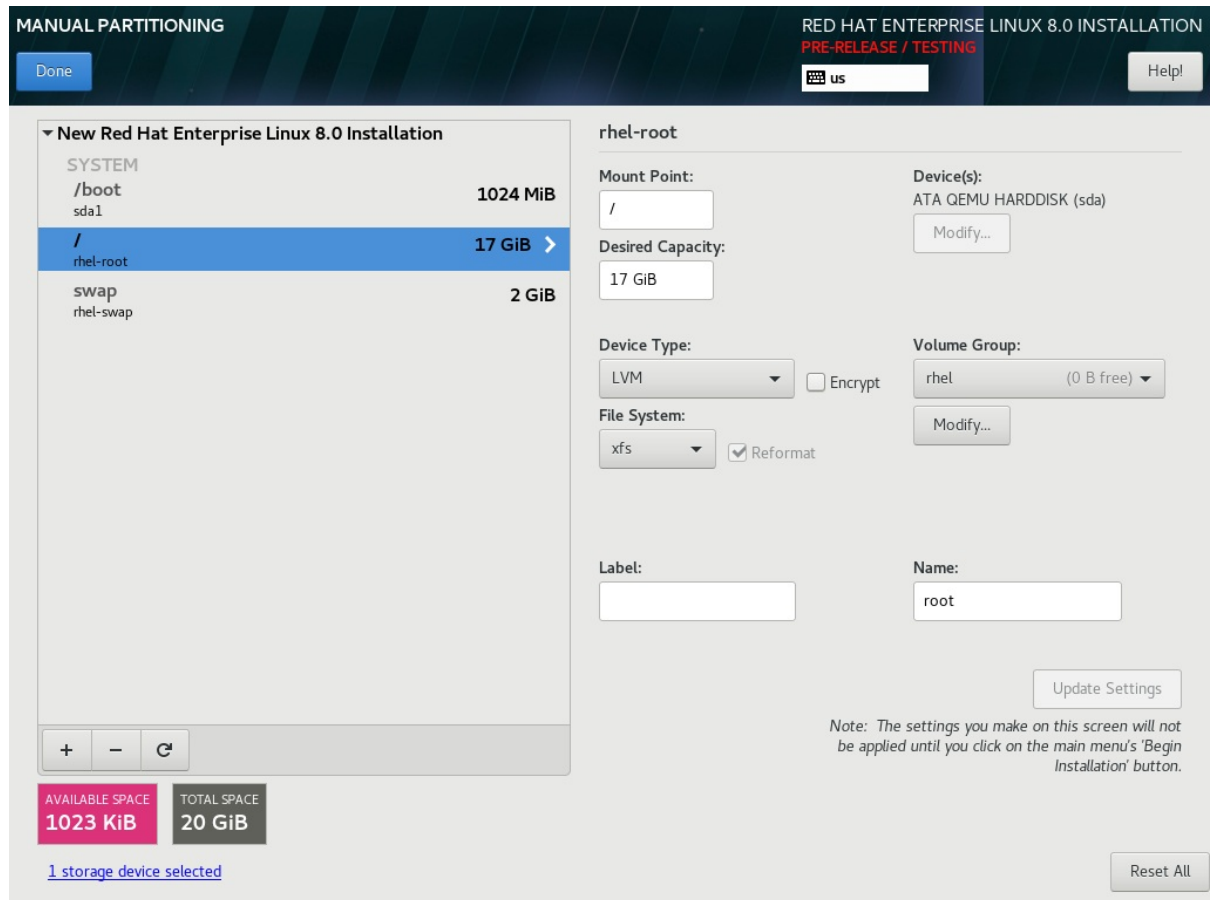 MANUAL PARTITIONING
Done
RED HAT ENTERPRISE LINUX 8.0 INSTALLATION
PRE-RELEASE / TESTING
us
Help!
New Red Hat Enterprise Linux 8.0 Installation
SYSTEM
/boot
sda1
1024 MiB
/
rhel-root
17 GiB
swap
rhel-swap
2 GiB
AVAILABLE SPACE
1023 KiB
TOTAL SPACE
20 GiB
1 storage device selected
rhel-root
Mount Point:
/
Desired Capacity:
17 GiB
Device(s):
ATA QEMU HARDDISK (sda)
Modify...
Device Type:
LVM
Encrypt
Volume Group:
rhel (0 B free)
File System:
xfs
Reformat
Modify...
Label:
Name:
root
Update Settings
Note: The settings you make on this screen will not
be applied until you click on the main menu's 'Begin
Installation' button.
Reset All